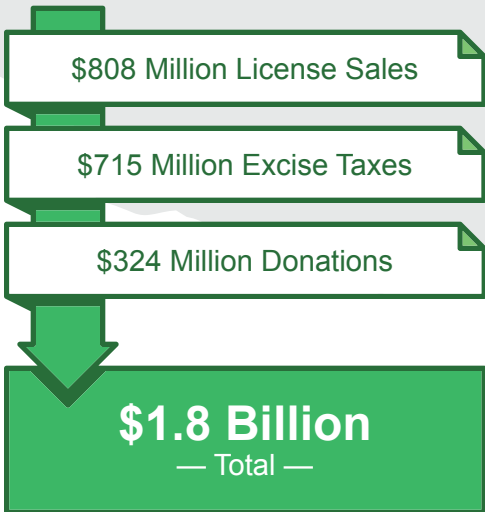 $808 Million License Sales
$715 Million Excise Taxes
$324 Million Donations
$1.8 Billion
— Total —